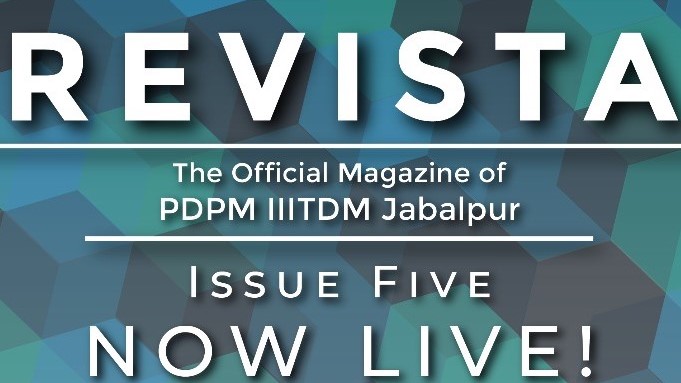 REVISTA
The Official Magazine of
PDPM IIITDM Jabalpur
Issue Five
NOW LIVE!